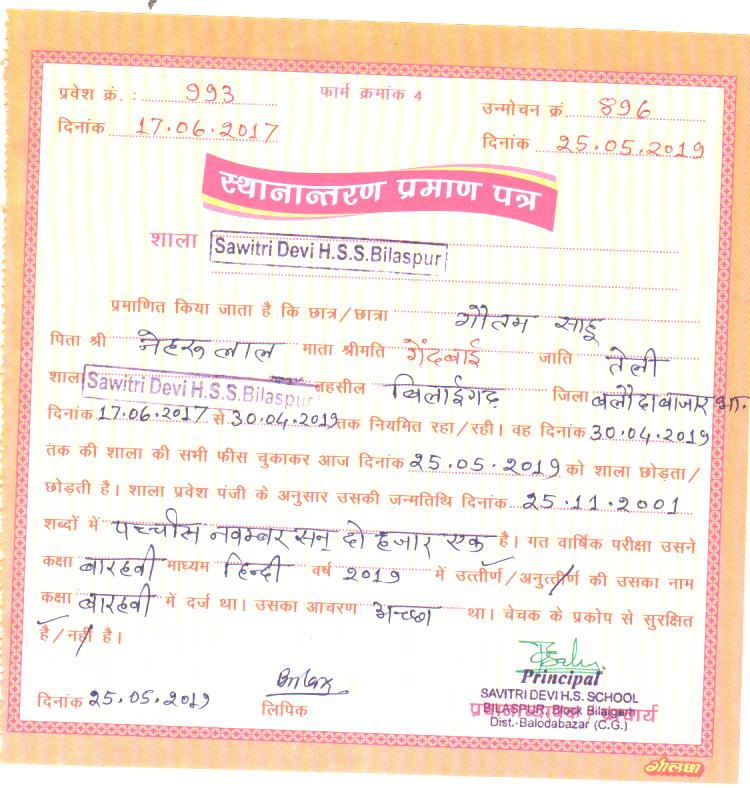 प्रवेश क्रं. : 993 फार्म क्रमांक 4 उन्मोचन क्रं. 896
दिनांक 17.06.2017 दिनांक 25.05.2019
स्थानान्तरण प्रमाण पत्र
शाला Sawitri Devi H.S.S.Bilaspur
प्रमाणित किया जाता है कि छात्र/छात्रा गौतम साहू
पिता श्री नेहरू लाल माता श्रीमति गेंदबाई जाति तेली
शाला Sawitri Devi H.S.S.Bilaspur तहसील बिलाईगढ़ जिला बलौदाबाजार भा.
दिनांक 17.06.2017 से 30.04.2019 तक नियमित रहा/रही। वह दिनांक 30.04.2019
तक की शाला की सभी फीस चुकाकर आज दिनांक 25.05.2019 को शाला छोड़ता/
छोड़ती है। शाला प्रवेश पंजी के अनुसार उसकी जन्मतिथि दिनांक 25.11.2001
शब्दों में पच्चीस नवम्बर सन् दो हजार एक है। गत वार्षिक परीक्षा उसने
कक्षा बारहवी माध्यम हिन्दी वर्ष 2019 में उत्तीर्ण/अनुत्तीर्ण की उसका नाम
कक्षा बारहवी में दर्ज था। उसका आचरण अच्छा था। चेचक के प्रकोप से सुरक्षित
है/नहीं है।
दिनांक 25.05.2019 लिपिक
Principal
SAVITRI DEVI H.S. SCHOOL
BILASPUR, Block Bilaigarh
Dist.-Balodabazar (C.G.)
गोलछा